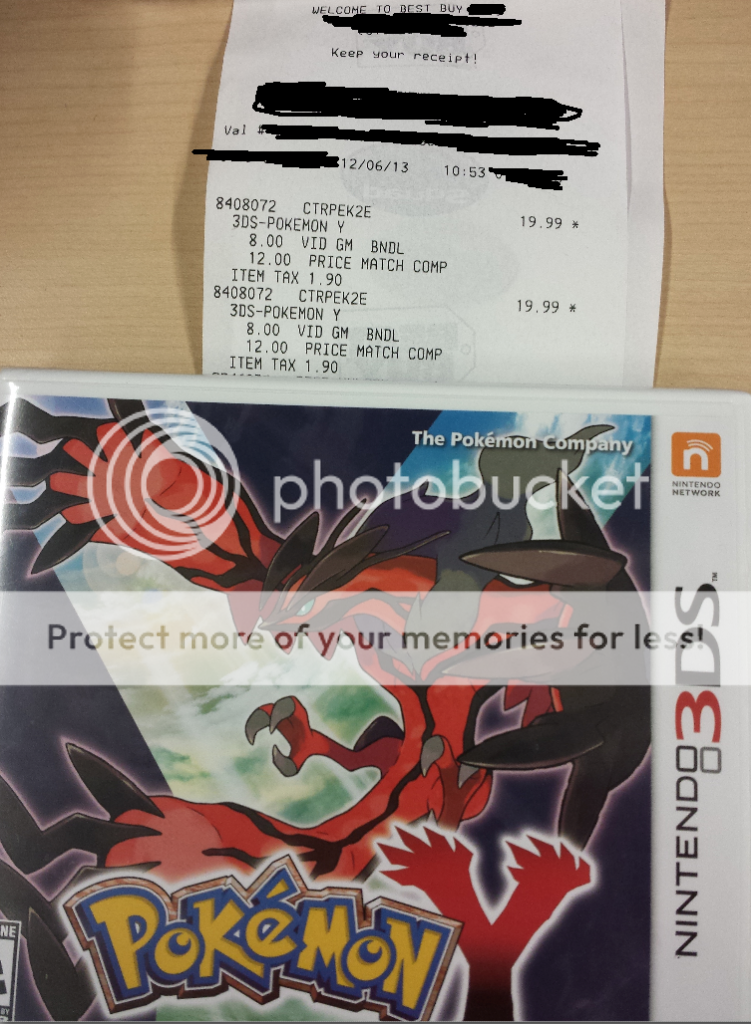 WELCOME TO BEST BUY
Keep your receipt!
Val #
12/06/13 10:53
8408072 CTRPEK2E 19.99 *
3DS-POKEMON Y
8.00 VID GM BNDL
12.00 PRICE MATCH COMP
ITEM TAX 1.90
8408072 CTRPEK2E 19.99 *
3DS-POKEMON Y
8.00 VID GM BNDL
12.00 PRICE MATCH COMP
ITEM TAX 1.90
The Pokémon Company
n
NINTENDO
NETWORK
photobucket
Protect more of your memories for less!
NINTENDO 3DS™
POKéMON
Y